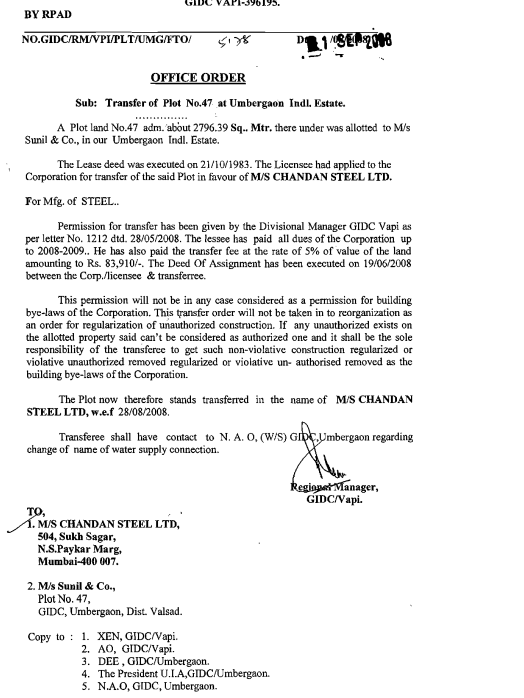 GIDC VAPI-396195.
BY RPAD
NO.GIDC/RM/VPI/PLT/UMG/FTO/ 5178
21 SEP 2008
OFFICE ORDER
Sub: Transfer of Plot No.47 at Umbergaon Indl. Estate.
...............
A Plot land No.47 adm. about 2796.39 Sq., Mtr. there under was allotted to M/s
Sunil & Co., in our Umbergaon Indl. Estate.
The Lease deed was executed on 21/10/1983. The Licensee had applied to the
Corporation for transfer of the said Plot in favour of M/S CHANDAN STEEL LTD.
For Mfg. of STEEL..
Permission for transfer has been given by the Divisional Manager GIDC Vapi as
per letter No. 1212 dtd. 28/05/2008. The lessee has paid all dues of the Corporation up
to 2008-2009.. He has also paid the transfer fee at the rate of 5% of value of the land
amounting to Rs. 83,910/-. The Deed Of Assignment has been executed on 19/06/2008
between the Corp./licensee & transferee.
This permission will not be in any case considered as a permission for building
bye-laws of the Corporation. This transfer order will not be taken in to reorganization as
an order for regularization of unauthorized construction. If any unauthorized exists on
the allotted property said can't be considered as authorized one and it shall be the sole
responsibility of the transferee to get such non-violative construction regularized or
violative unauthorized removed regularized or violative un- authorised removed as the
building bye-laws of the Corporation.
The Plot now therefore stands transferred in the name of M/S CHANDAN
STEEL LTD, w.e.f 28/08/2008.
Transferee shall have contact to N. A. O, (W/S) GIDC, Umbergaon regarding
change of name of water supply connection.
Regional Manager,
GIDC/Vapi.
TO,
1. M/S CHANDAN STEEL LTD,
504, Sukh Sagar,
N.S.Paykar Marg,
Mumbai-400 007.
2. M/s Sunil & Co.,
Plot No. 47,
GIDC, Umbergaon, Dist. Valsad.
Copy to : 1. XEN, GIDC/Vapi.
2. AO, GIDC/Vapi.
3. DEE , GIDC/Umbergaon.
4. The President U.I.A,GIDC/Umbergaon.
5. N.A.O, GIDC, Umbergaon.